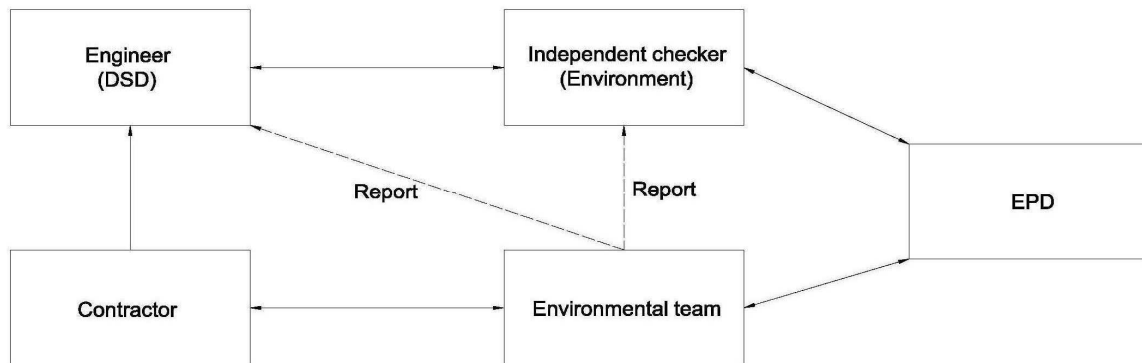 Engineer
(DSD)
Independent checker
(Environment)
EPD
Report
Report
Contractor
Environmental team